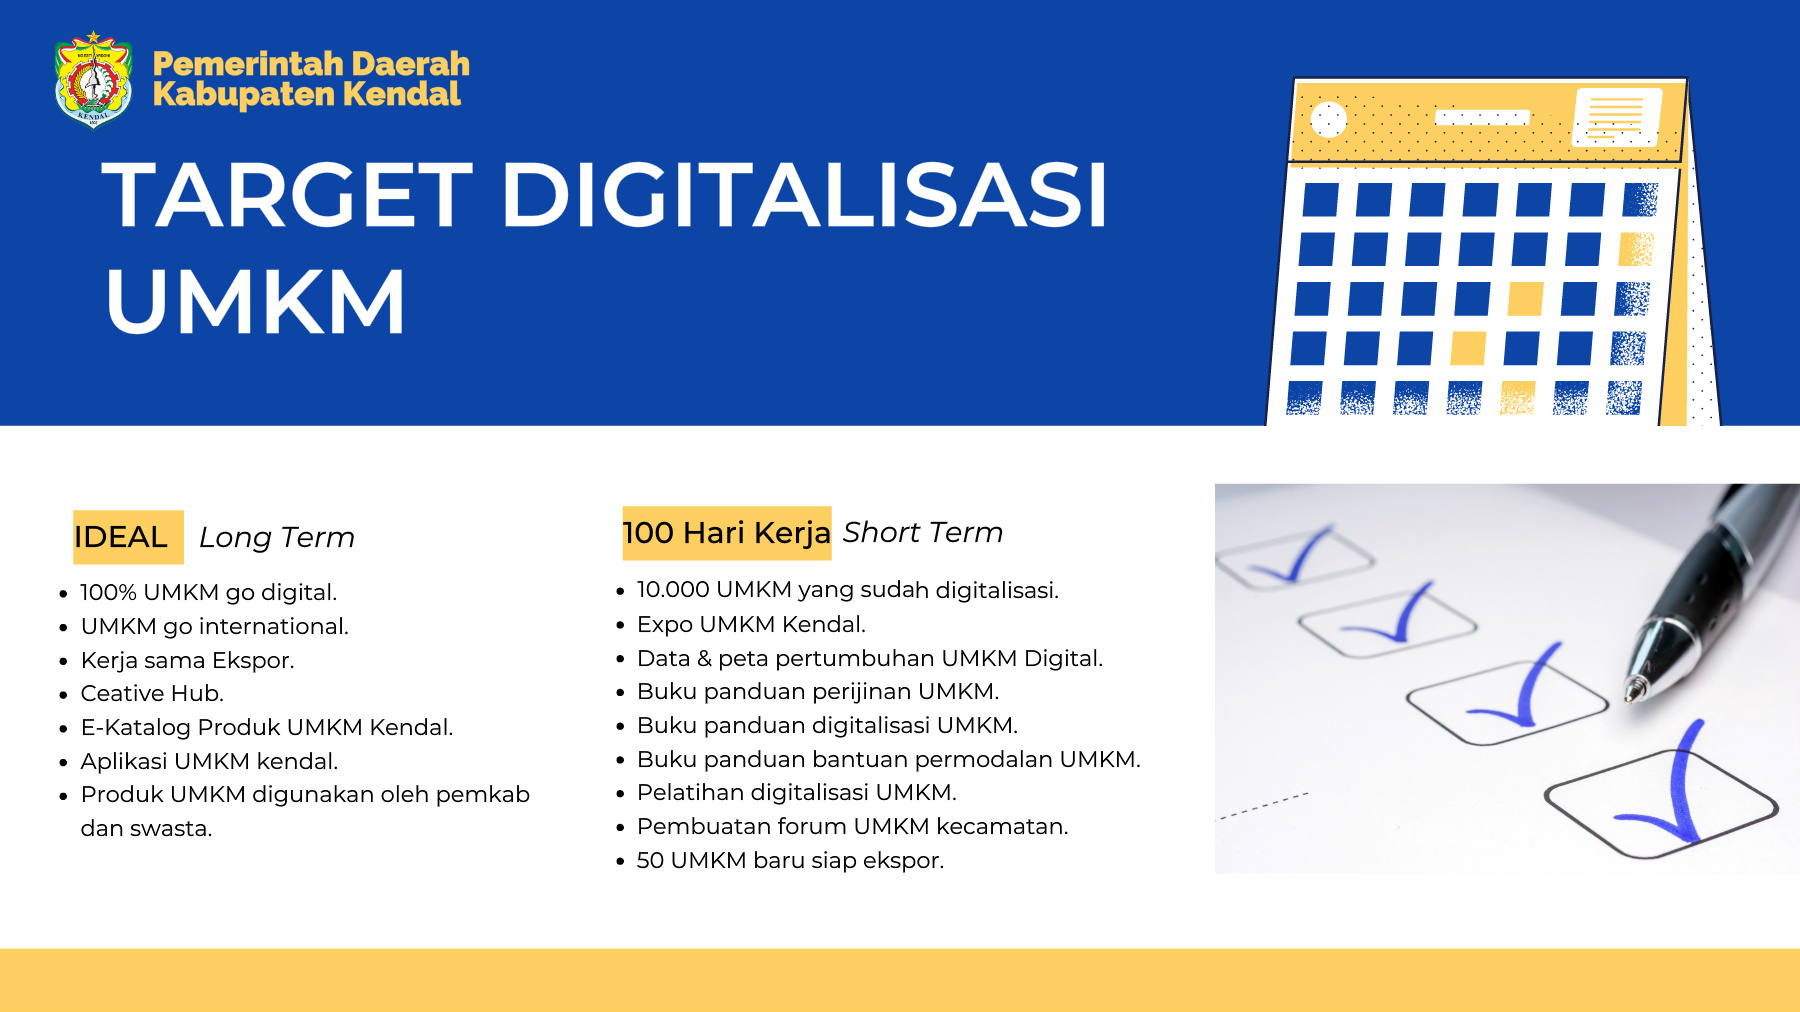 Pemerintah Daerah
Kabupaten Kendal
KENDAL
TARGET DIGITALISASI
UMKM
IDEAL Long Term
100% UMKM go digital.
UMKM go international.
Kerja sama Ekspor.
Ceative Hub.
E-Katalog Produk UMKM Kendal.
Aplikasi UMKM kendal.
Produk UMKM digunakan oleh pemkab
dan swasta.
100 Hari Kerja Short Term
10.000 UMKM yang sudah digitalisasi.
Expo UMKM Kendal.
Data & peta pertumbuhan UMKM Digital.
Buku panduan perijinan UMKM.
Buku panduan digitalisasi UMKM.
Buku panduan bantuan permodalan UMKM.
Pelatihan digitalisasi UMKM.
Pembuatan forum UMKM kecamatan.
50 UMKM baru siap ekspor.